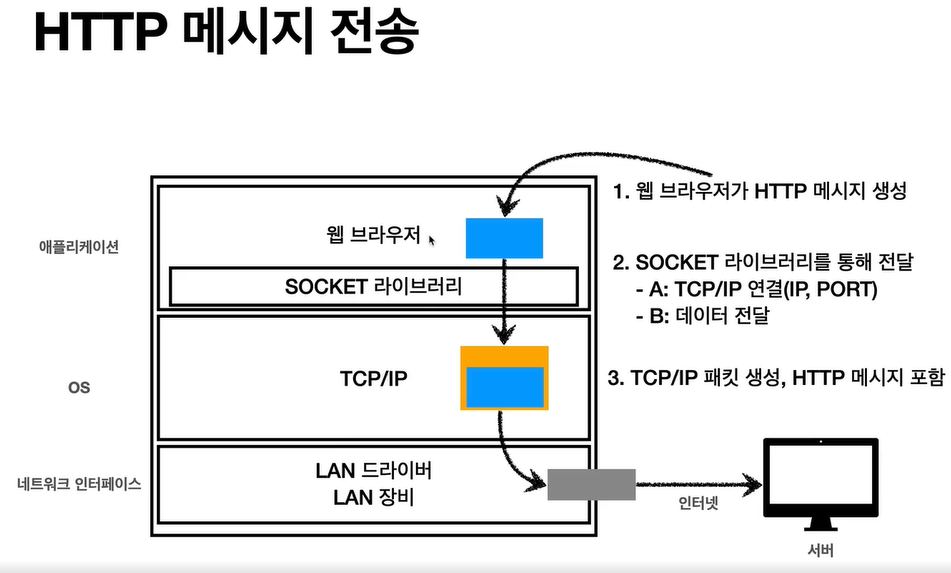 HTTP 메시지 전송
1. 웹 브라우저가 HTTP 메시지 생성
애플리케이션
웹 브라우저
SOCKET 라이브러리
2. SOCKET 라이브러리를 통해 전달
- A: TCP/IP 연결(IP, PORT)
- B: 데이터 전달
OS
TCP/IP
3. TCP/IP 패킷 생성, HTTP 메시지 포함
네트워크 인터페이스
LAN 드라이버
LAN 장비
인터넷
서버